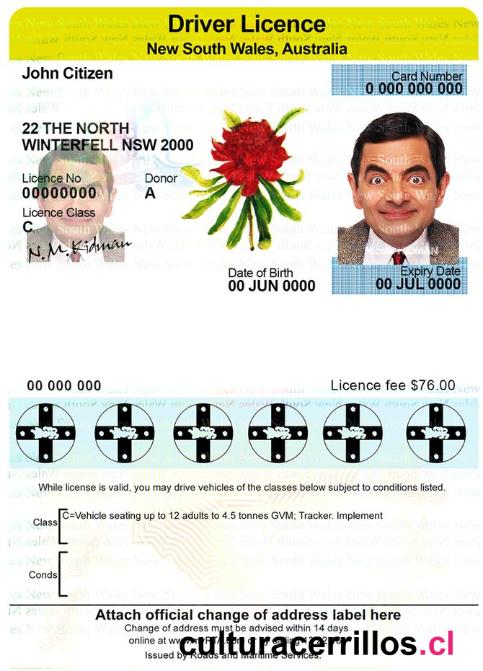 Driver Licence
New South Wales, Australia
John Citizen
Card Number
0 000 000 000
22 THE NORTH
WINTERFELL NSW 2000
Licence No
Donor
00000000
A
Licence Class
C
N.M.Kidman
Date of Birth
00 JUN 0000
Expiry Date
00 JUL 0000
00 000 000
Licence fee $76.00
While license is valid, you may drive vehicles of the classes below subject to conditions listed.
Class
C=Vehicle seating up to 12 adults to 4.5 tonnes GVM; Tracker. Implement
Conds
Attach official change of address label here
Change of address must be advised within 14 days
online at www.
culturacerrillos.cl
Issued by Roads and Maritime Services.